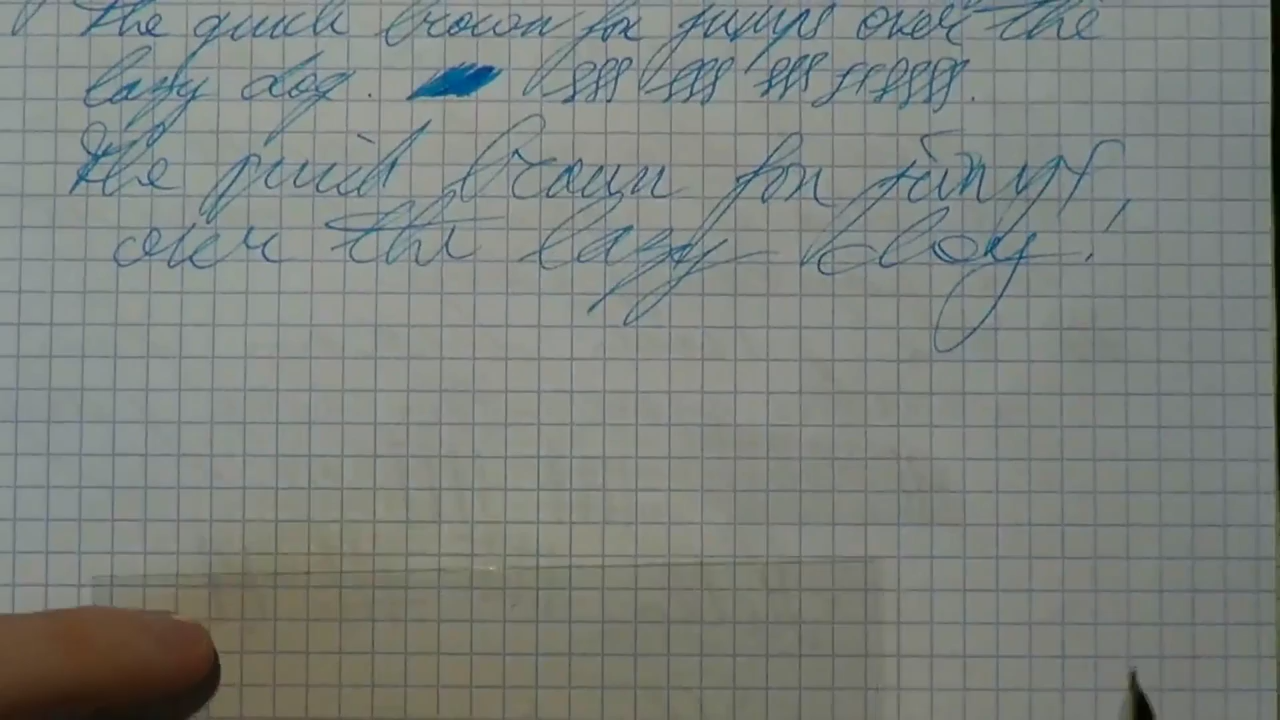 The quick brown fox jumps over the
lazy dog.
The quick brown fox jumps,
over the lazy dog!